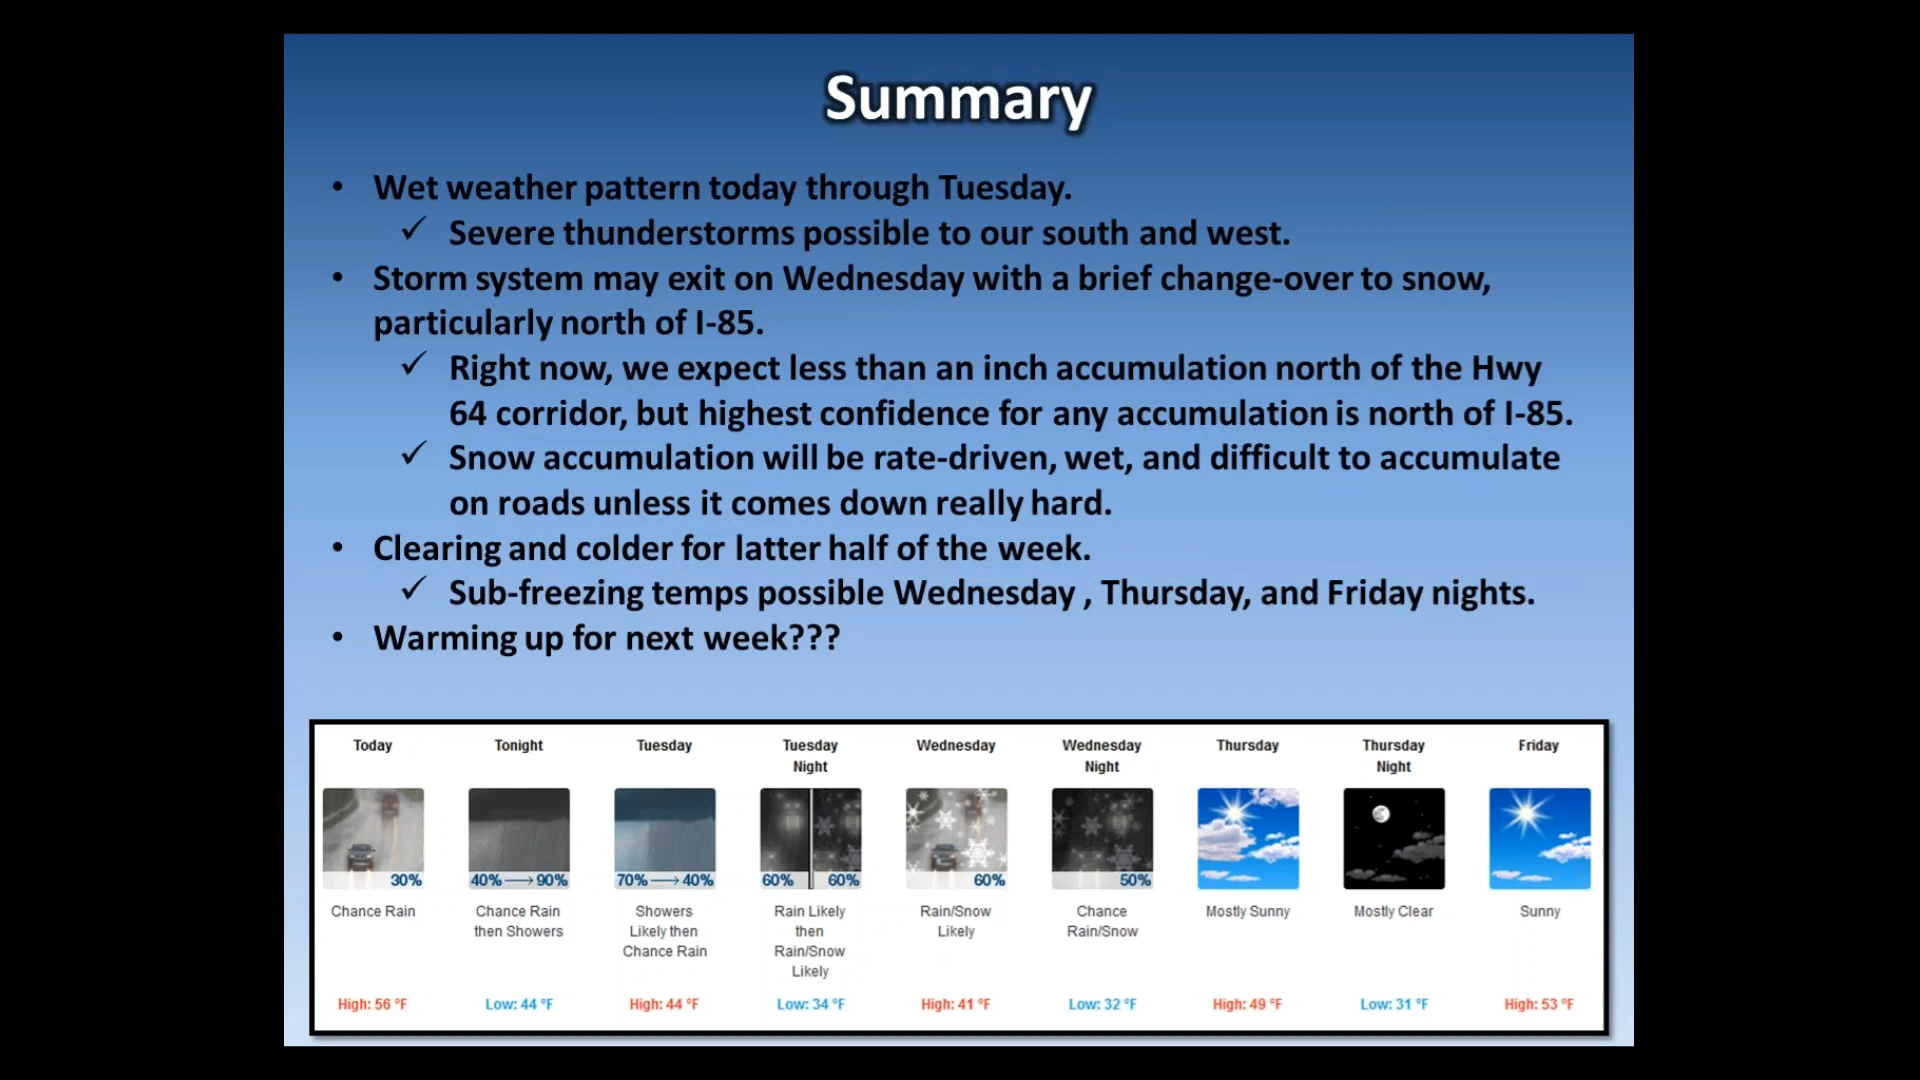 Summary
• Wet weather pattern today through Tuesday.
✓ Severe thunderstorms possible to our south and west.
• Storm system may exit on Wednesday with a brief change-over to snow,
particularly north of I-85.
✓ Right now, we expect less than an inch accumulation north of the Hwy
64 corridor, but highest confidence for any accumulation is north of I-85.
✓ Snow accumulation will be rate-driven, wet, and difficult to accumulate
on roads unless it comes down really hard.
• Clearing and colder for latter half of the week.
✓ Sub-freezing temps possible Wednesday , Thursday, and Friday nights.
• Warming up for next week???
Today
30%
Chance Rain
High: 56 °F
Tonight
40% → 90%
Chance Rain
then Showers
Low: 44 °F
Tuesday
70% → 40%
Showers
Likely then
Chance Rain
High: 44 °F
Tuesday
Night
60% 60%
Rain Likely
then
Rain/Snow
Likely
Low: 34 °F
Wednesday
60%
Rain/Snow
Likely
High: 41 °F
Wednesday
Night
50%
Chance
Rain/Snow
Low: 32 °F
Thursday
Mostly Sunny
High: 49 °F
Thursday
Night
Mostly Clear
Low: 31 °F
Friday
Sunny
High: 53 °F